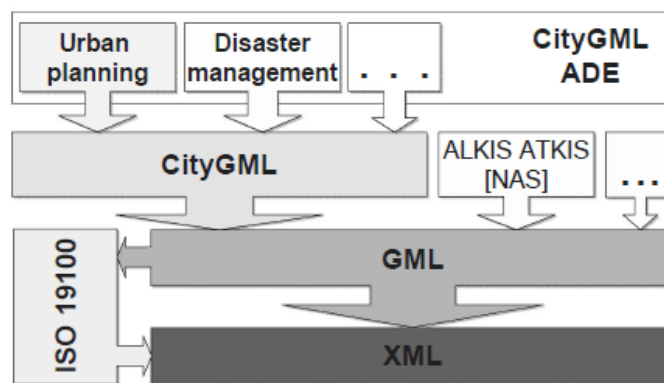 Urban
planning
Disaster
management
. . .
CityGML
ADE
CityGML
ALKIS ATKIS
[NAS]
...
ISO 19100
GML
XML